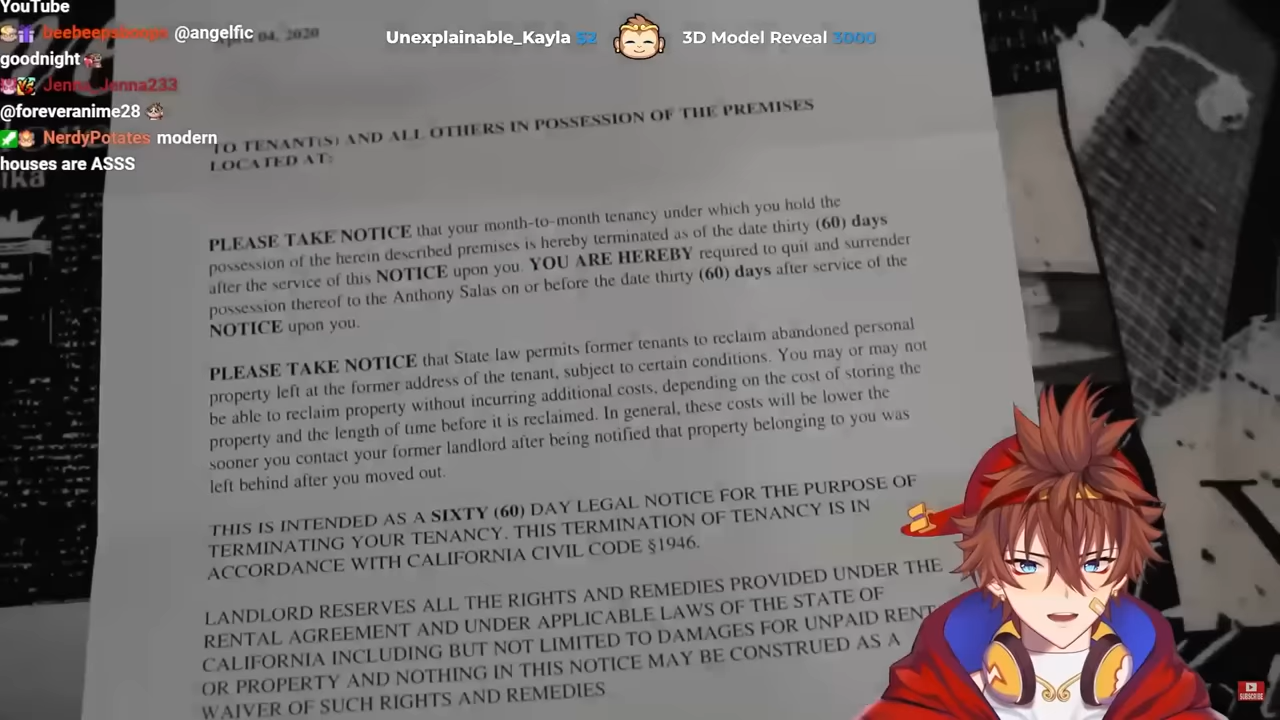 YouTube
beebeepsboops @angelfic
goodnight
Jenna_Jenna233
@foreveranime28
NerdyPotates modern
houses are ASSS
Unexplainable_Kayla $2
3D Model Reveal 3000
04, 2020
TO TENANT(S) AND ALL OTHERS IN POSSESSION OF THE PREMISES
LOCATED AT:
PLEASE TAKE NOTICE that your month-to-month tenancy under which you hold the
possession of the herein described premises is hereby terminated as of the date thirty (60) days
after the service of this NOTICE upon you. YOU ARE HEREBY required to quit and surrender
possession thereof to the Anthony Salas on or before the date thirty (60) days after service of the
NOTICE upon you.
PLEASE TAKE NOTICE that State law permits former tenants to reclaim abandoned personal
property left at the former address of the tenant, subject to certain conditions. You may or may not
be able to reclaim property without incurring additional costs, depending on the cost of storing the
property and the length of time before it is reclaimed. In general, these costs will be lower the
sooner you contact your former landlord after being notified that property belonging to you was
left behind after you moved out.
THIS IS INTENDED AS A SIXTY (60) DAY LEGAL NOTICE FOR THE PURPOSE OF
TERMINATING YOUR TENANCY. THIS TERMINATION OF TENANCY IS IN
ACCORDANCE WITH CALIFORNIA CIVIL CODE §1946.
LANDLORD RESERVES ALL THE RIGHTS AND REMEDIES PROVIDED UNDER THE
RENTAL AGREEMENT AND UNDER APPLICABLE LAWS OF THE STATE OF
CALIFORNIA INCLUDING BUT NOT LIMITED TO DAMAGES FOR UNPAID RENT
OR PROPERTY AND NOTHING IN THIS NOTICE MAY BE CONSTRUED AS A
WAIVER OF SUCH RIGHTS AND REMEDIES
SUBSCRIBE